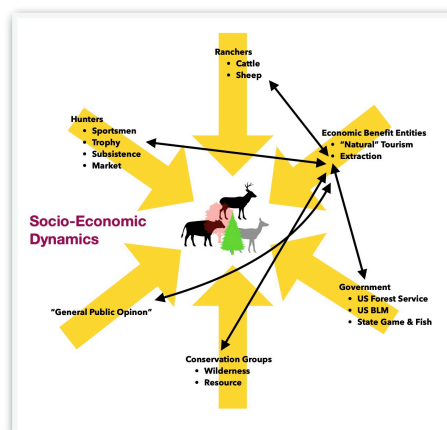 Ranchers
• Cattle
• Sheep
Hunters
• Sportsmen
• Trophy
• Subsistence
• Market
Economic Benefit Entities
• "Natural" Tourism
• Extraction
Socio-Economic
Dynamics
"General Public Opinon"
Government
• US Forest Service
• US BLM
• State Game & Fish
Conservation Groups
• Wilderness
• Resource